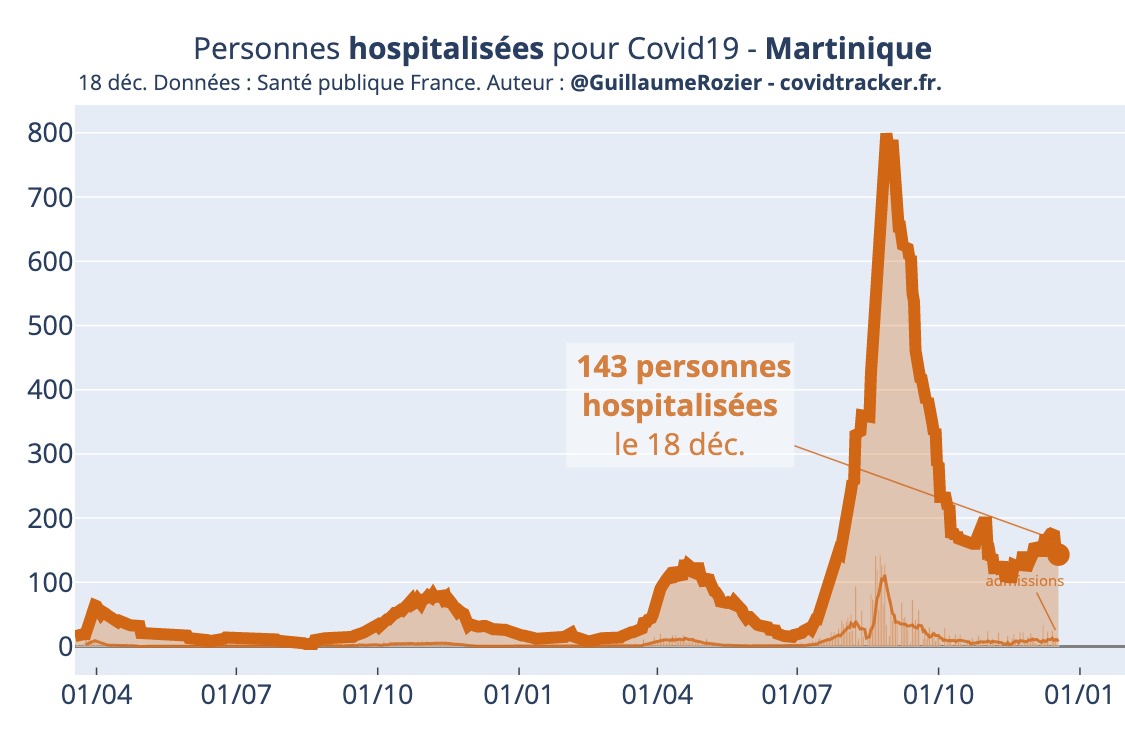 Personnes hospitalisées pour Covid19 - Martinique
18 déc. Données : Santé publique France. Auteur : @GuillaumeRozier - covidtracker.fr.
800
700
600
500
400
300
200
100
0
143 personnes
hospitalisées
le 18 déc.
admissions
01/04
01/07
01/10
01/01
01/04
01/07
01/10
01/01